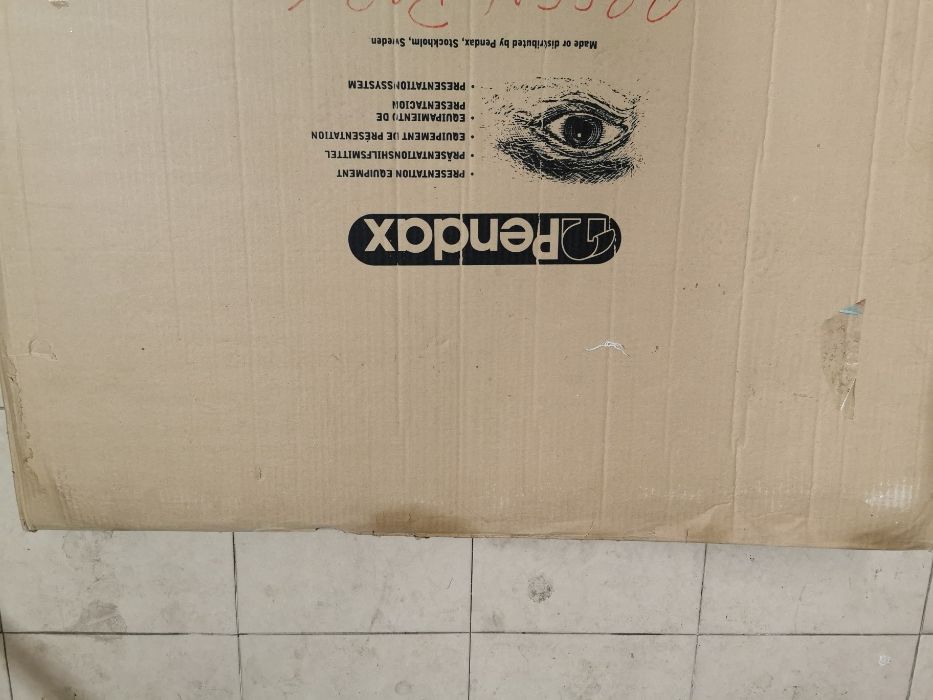 Pendax
• PRESENTATION EQUIPMENT
• PRÄSENTATIONSHILFSMITTEL
• EQUIPEMENT DE PRÉSENTATION
• EQUIPAMIENTO DE
PRESENTACION
• PRESENTATIONSSYSTEM
Made or distributed by Pendax, Stockholm, Sweden